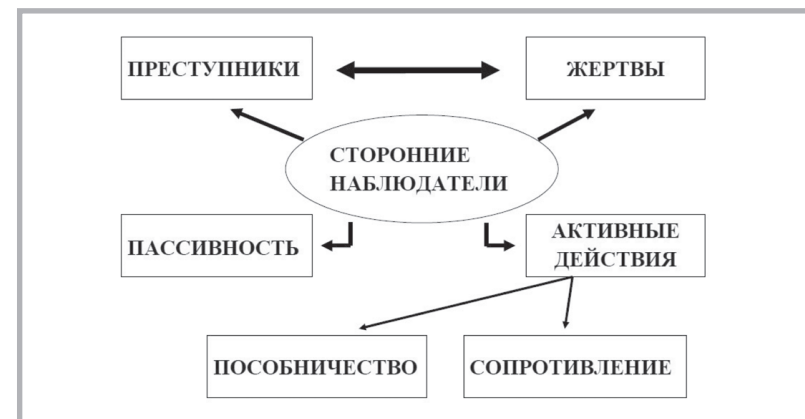 ПРЕСТУПНИКИ
ЖЕРТВЫ
СТОРОННИЕ
НАБЛЮДАТЕЛИ
ПАССИВНОСТЬ
АКТИВНЫЕ
ДЕЙСТВИЯ
ПОСОБНИЧЕСТВО
СОПРОТИВЛЕНИЕ